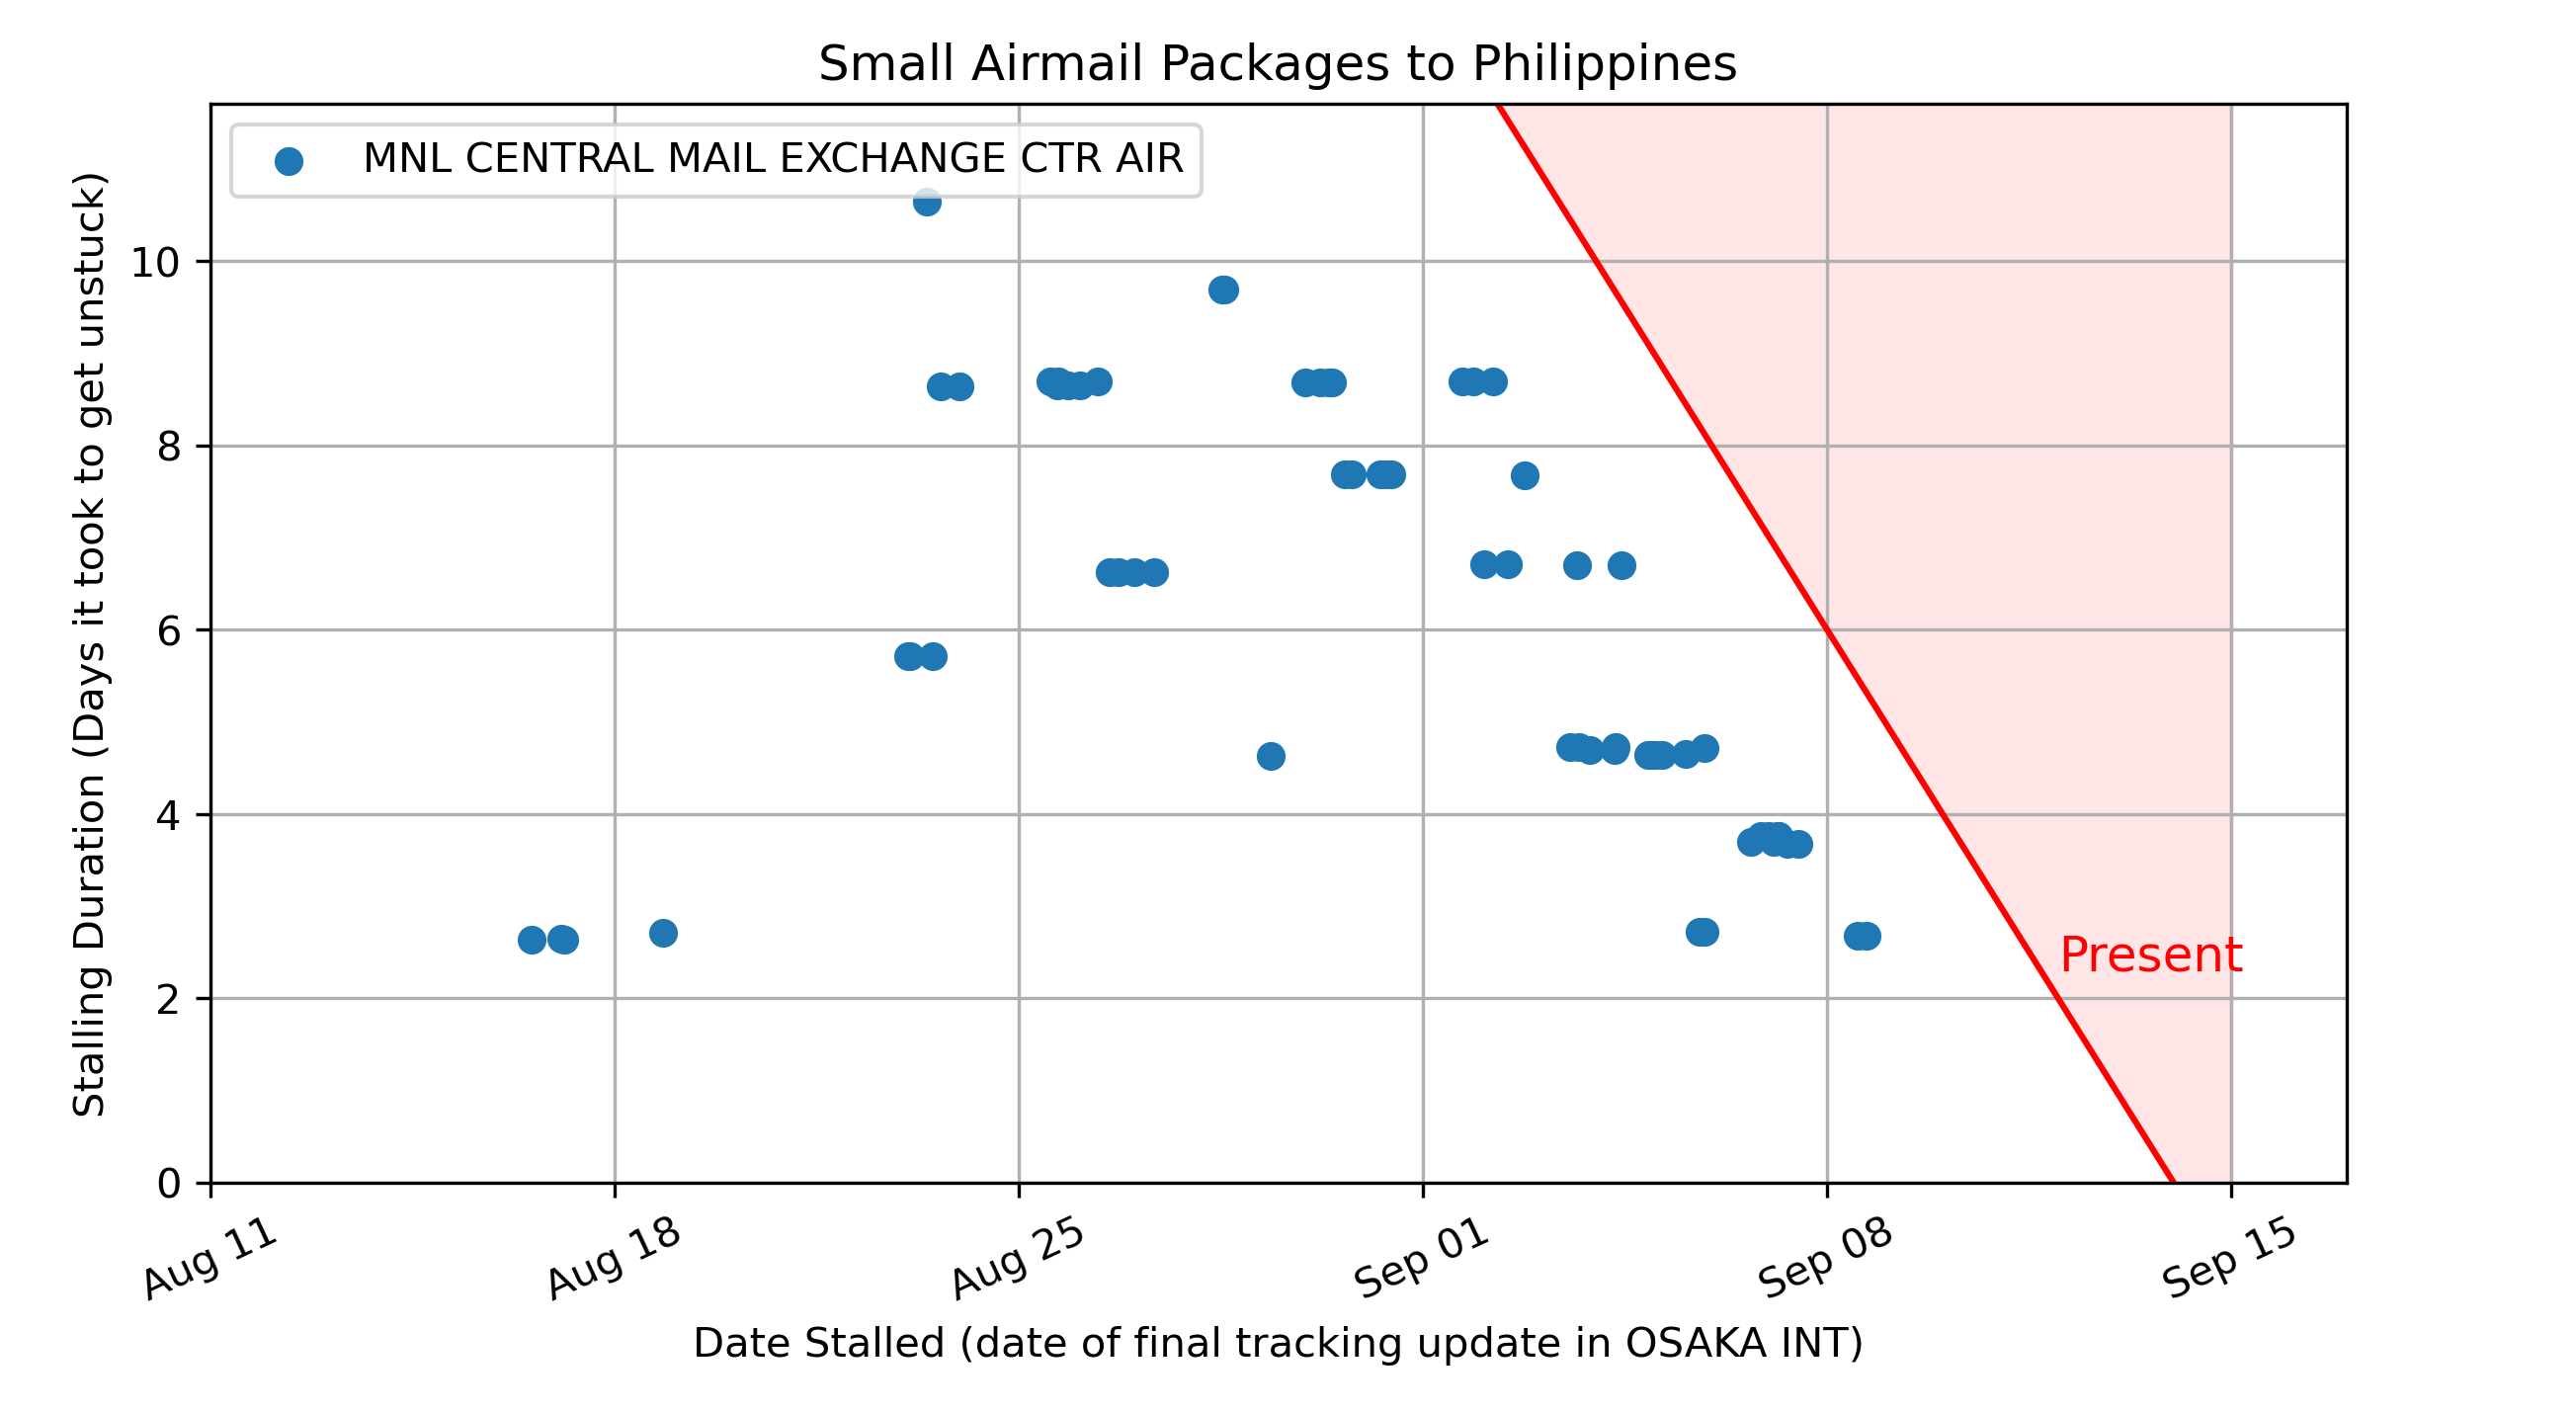 Small Airmail Packages to Philippines
MNL CENTRAL MAIL EXCHANGE CTR AIR
Stalling Duration (Days it took to get unstuck)
10
8
6
4
2
0
Present
Aug 11
Aug 18
Aug 25
Sep 01
Sep 08
Sep 15
Date Stalled (date of final tracking update in OSAKA INT)